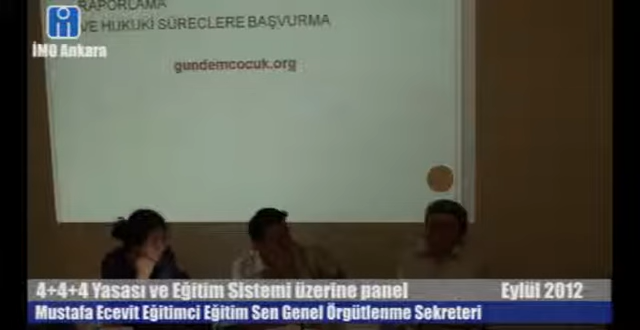 RAPORLAMA
VE HUKUKİ SÜREÇLERE BAŞVURMA
İMO Ankara
gundemcocuk.org
4+4+4 Yasası ve Eğitim Sistemi üzerine panel Eylül 2012
Mustafa Ecevit Eğitimci Eğitim Sen Genel Örgütlenme Sekreteri